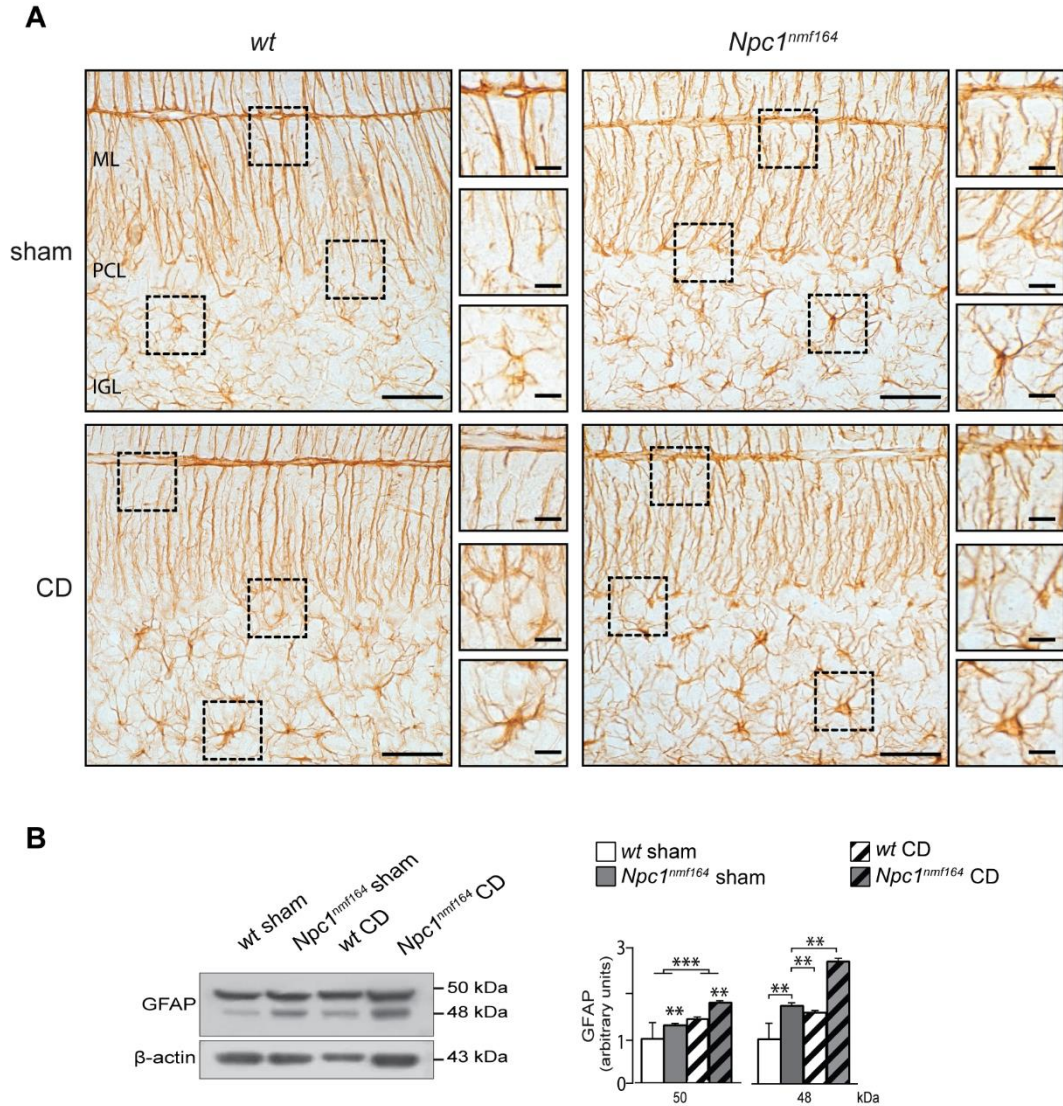 A
wt
Npc1nmf164
sham
ML
PCL
IGL
CD
B
wt sham
Npc1nmf164 sham
wt CD
Npc1nmf164 CD
GFAP
50 kDa
48 kDa
β-actin
43 kDa
wt sham
wt CD
Npc1nmf164 sham
Npc1nmf164 CD
GFAP
(arbitrary units)
3
1
0
***
**
**
**
**
**
50
48
kDa